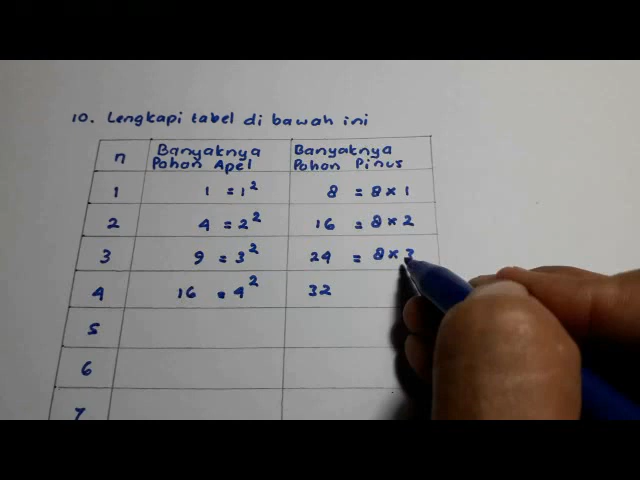 10. Lengkapi tabel di bawah ini
n Banyaknya Pohon Apel Banyaknya Pohon Pinus
1 1 = 1² 8 = 8 × 1
2 4 = 2² 16 = 8 × 2
3 9 = 3² 24 = 8 × 3
4 16 = 4² 32
5
6
7